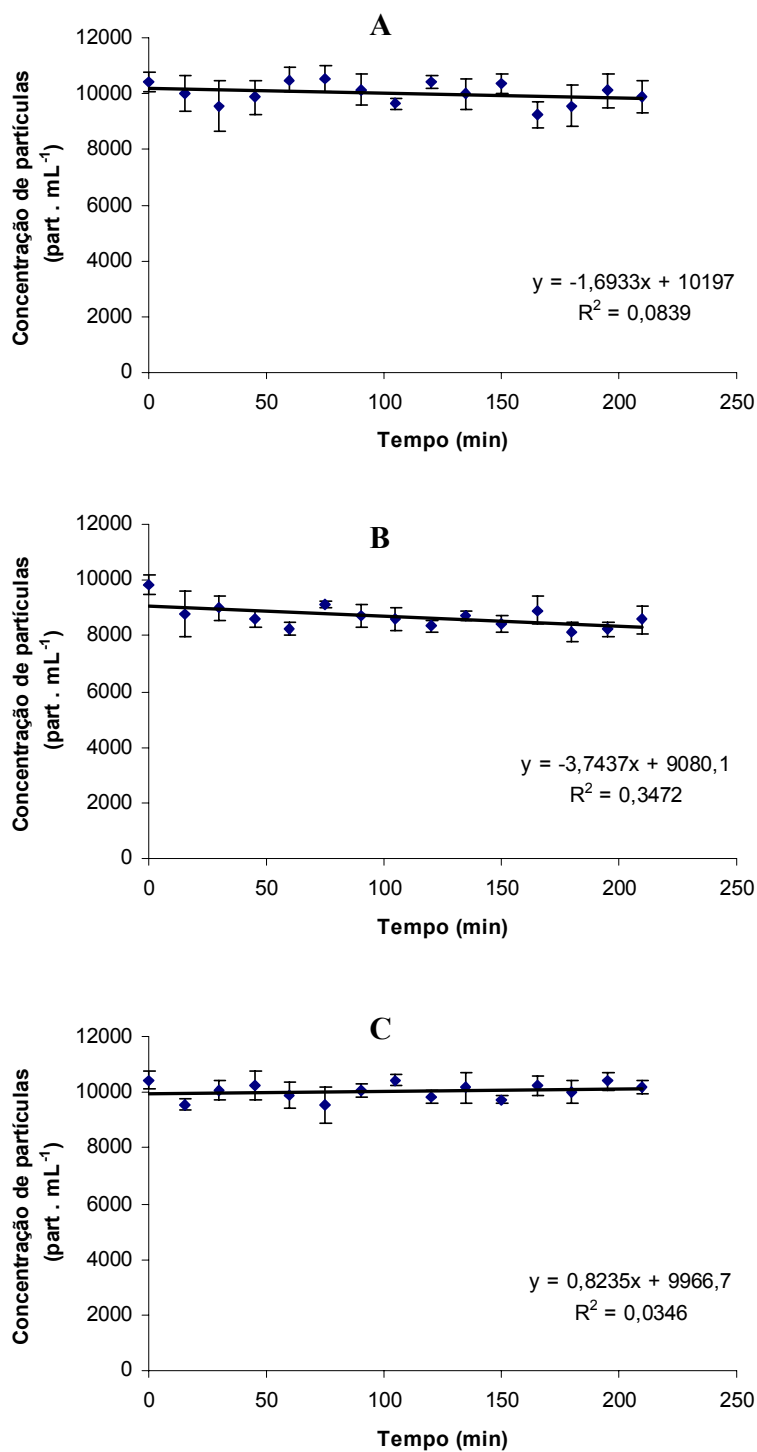 A
Concentração de partículas
(part . mL⁻¹)
12000
10000
8000
6000
4000
2000
0
y = -1,6933x + 10197
R² = 0,0839
0 50 100 150 200 250
Tempo (min)
B
Concentração de partículas
(part . mL⁻¹)
12000
10000
8000
6000
4000
2000
0
y = -3,7437x + 9080,1
R² = 0,3472
0 50 100 150 200 250
Tempo (min)
C
Concentração de partículas
(part . mL⁻¹)
12000
10000
8000
6000
4000
2000
0
y = 0,8235x + 9966,7
R² = 0,0346
0 50 100 150 200 250
Tempo (min)